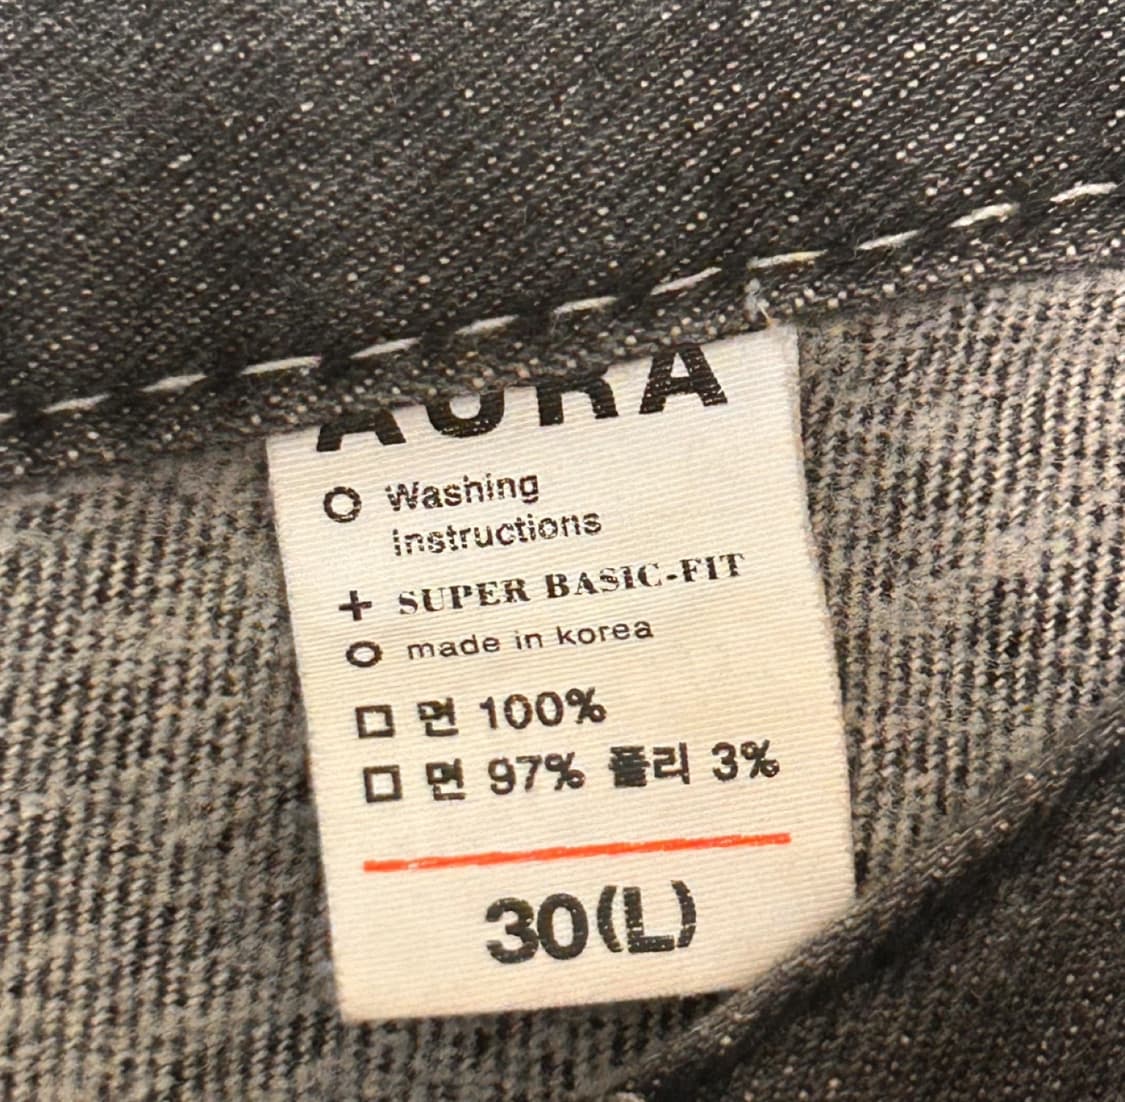 AURA
Washing
instructions
+ SUPER BASIC-FIT
made in korea
면 100%
면 97% 폴리 3%
30(L)